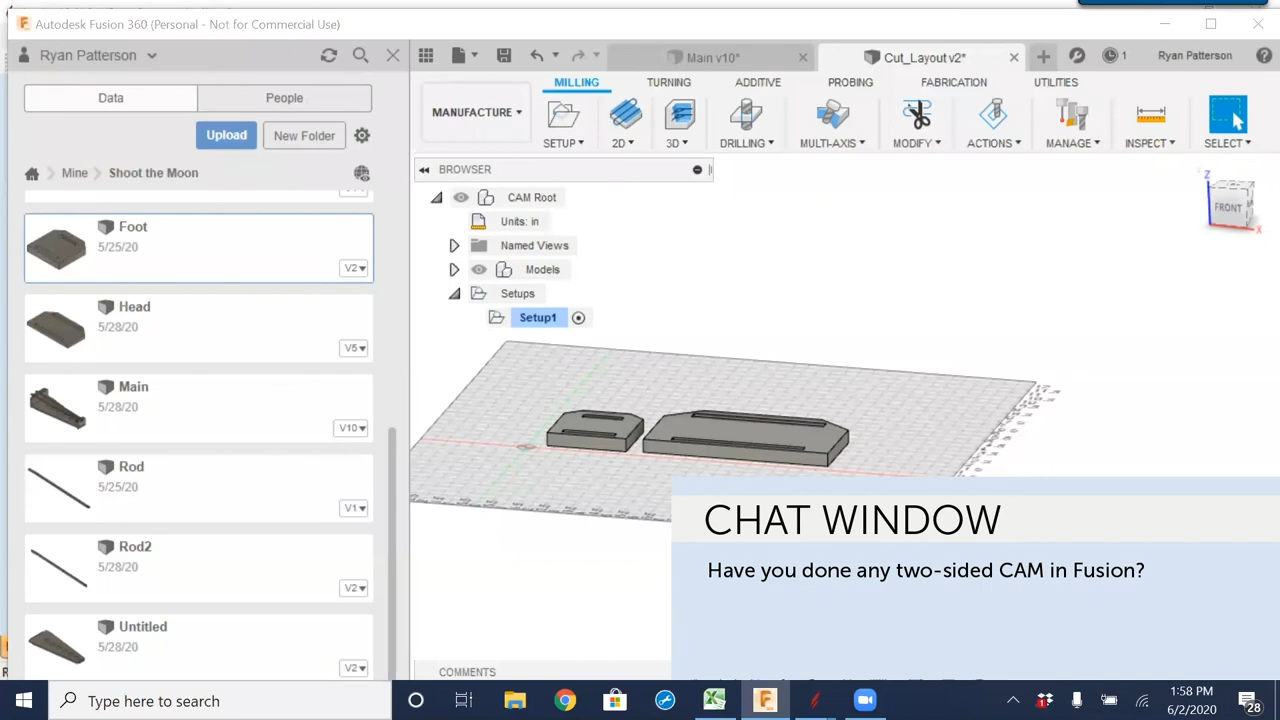 Autodesk Fusion 360 (Personal - Not for Commercial Use)
Ryan Patterson
Main v10*
Cut_Layout v2*
1
Ryan Patterson
Data
People
Upload
New Folder
Mine
Shoot the Moon
Foot
5/25/20
V2
Head
5/28/20
V5
Main
5/28/20
V10
Rod
5/25/20
V1
Rod2
5/28/20
V2
Untitled
5/28/20
V2
MANUFACTURE
MILLING
TURNING
ADDITIVE
PROBING
FABRICATION
UTILITIES
SETUP
2D
3D
DRILLING
MULTI-AXIS
MODIFY
ACTIONS
MANAGE
INSPECT
SELECT
BROWSER
CAM Root
Units: in
Named Views
Models
Setups
Setup1
Z
FRONT
X
CHAT WINDOW
Have you done any two-sided CAM in Fusion?
COMMENTS
Type here to search
1
1:58 PM
6/2/2020
28